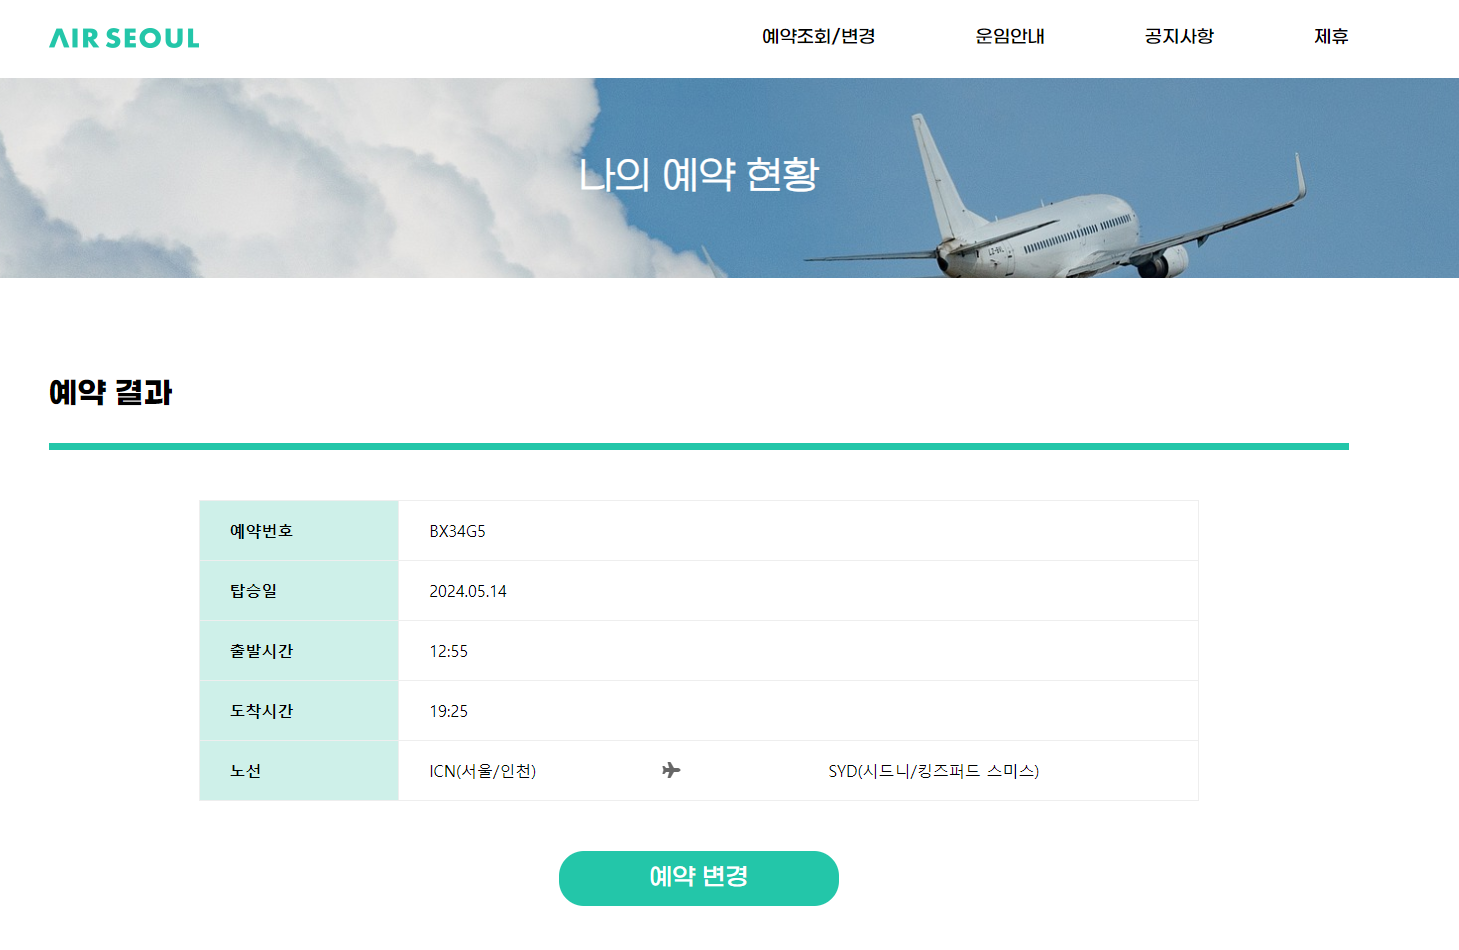 AIR SEOUL
예약조회/변경 운임안내 공지사항 제휴
나의 예약 현황
예약 결과
예약번호 BX34G5
탑승일 2024.05.14
출발시간 12:55
도착시간 19:25
노선 ICN(서울/인천) SYD(시드니/킹즈퍼드 스미스)
예약 변경